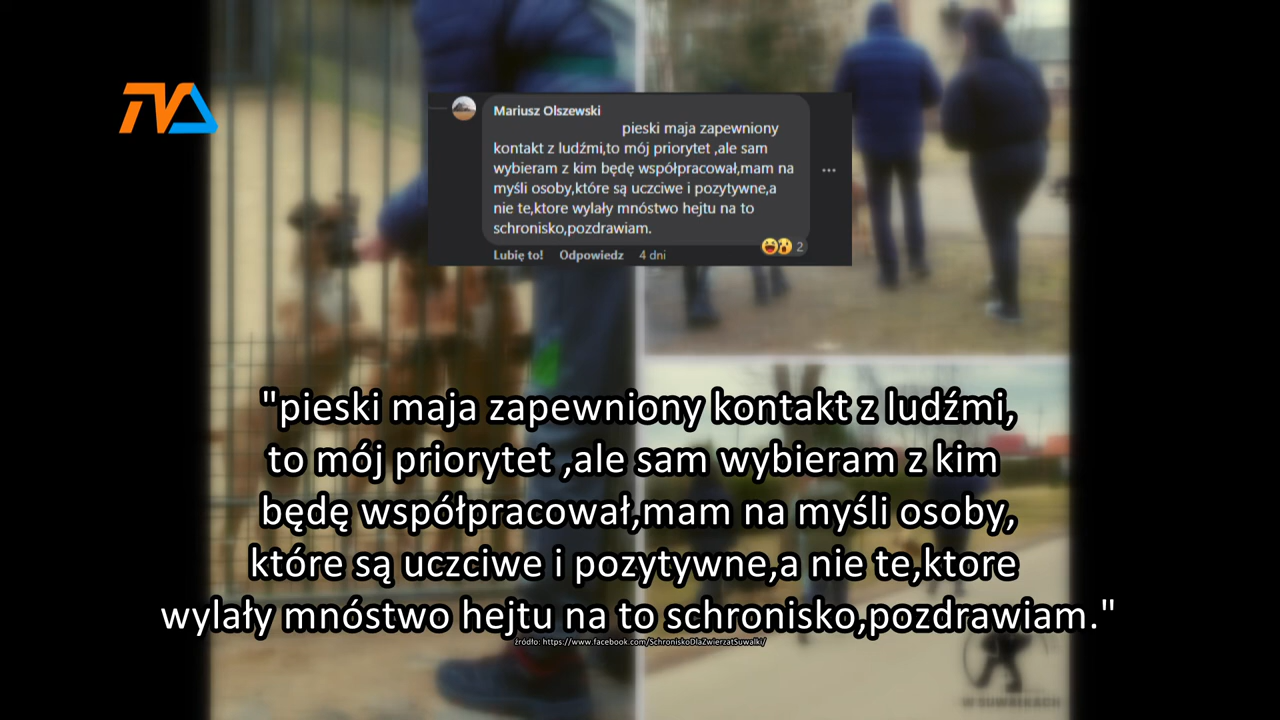 TVA
Mariusz Olszewski
pieski maja zapewniony
kontakt z ludźmi,to mój priorytet ,ale sam
wybieram z kim będę współpracował,mam na
myśli osoby,które są uczciwe i pozytywne,a
nie te,ktore wylały mnóstwo hejtu na to
schronisko,pozdrawiam.
2
Lubię to! Odpowiedz 4 dni
"pieski maja zapewniony kontakt z ludźmi,
to mój priorytet ,ale sam wybieram z kim
będę współpracował,mam na myśli osoby,
które są uczciwe i pozytywne,a nie te,ktore
wylały mnóstwo hejtu na to schronisko,pozdrawiam."
źródło: https://www.facebook.com/SchroniskoDlaZwierzatSuwalki/
W SUWAŁKACH